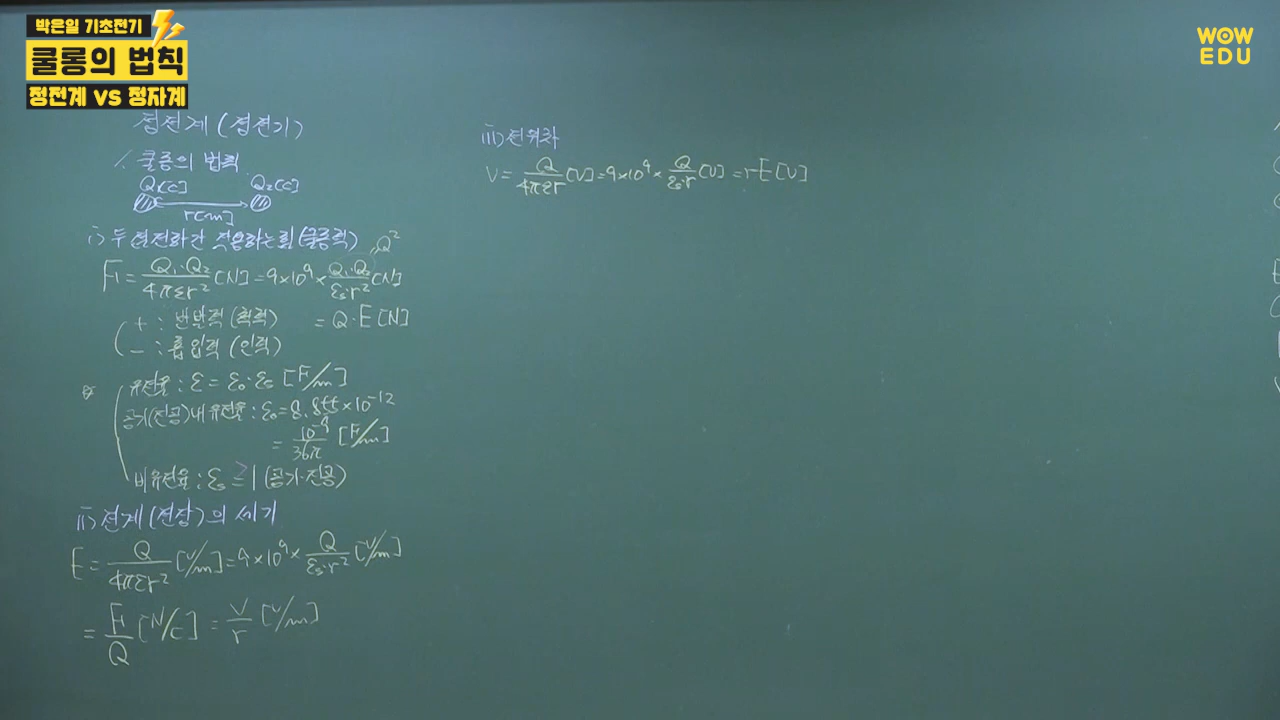 박은일 기초전기
쿨롱의 법칙
정전계 vs 정자계
WOW
EDU
정전계 (정전기)
1. 쿨롱의 법칙
Q₁[C] Q₂[C]
r[m]
i) 두 점전하간 작용하는 힘(쿨롱력)
F = Q₁·Q₂/4πεr² [N] = 9×10⁹ × Q₁·Q₂/εs·r² [N]
Q²
+ : 반발력 (척력) = Q·E [N]
- : 흡인력 (인력)
유전율 : ε = ε₀·εs [F/m]
공기(진공)내 유전율 : ε₀ = 8.855×10⁻¹²
= 10⁻⁹/36π [F/m]
비유전율 : εs ≥ 1 (공기·진공)
ii) 전계(전장)의 세기
E = Q/4πεr² [V/m] = 9×10⁹ × Q/εs·r² [V/m]
= F/Q [N/C] = V/r [V/m]
iii) 전위차
V = Q/4πεr [V] = 9×10⁹ × Q/εs·r [V] = r·E [V]